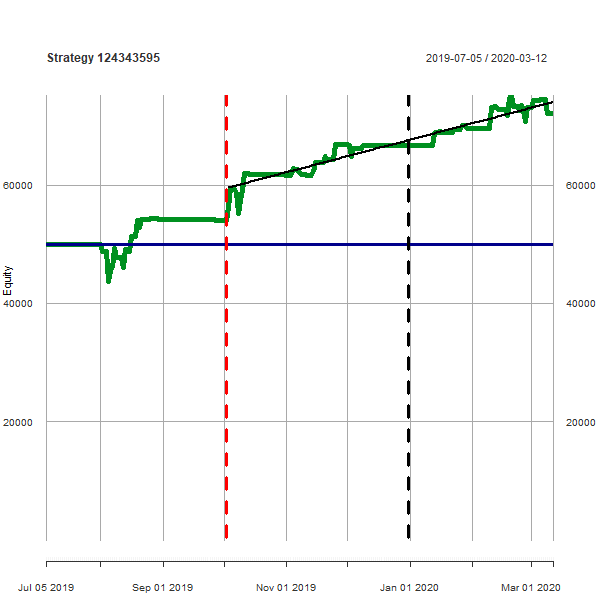 Strategy 124343595
2019-07-05 / 2020-03-12
60000
60000
Equity
40000
40000
20000
20000
Jul 05 2019
Sep 01 2019
Nov 01 2019
Jan 01 2020
Mar 01 2020